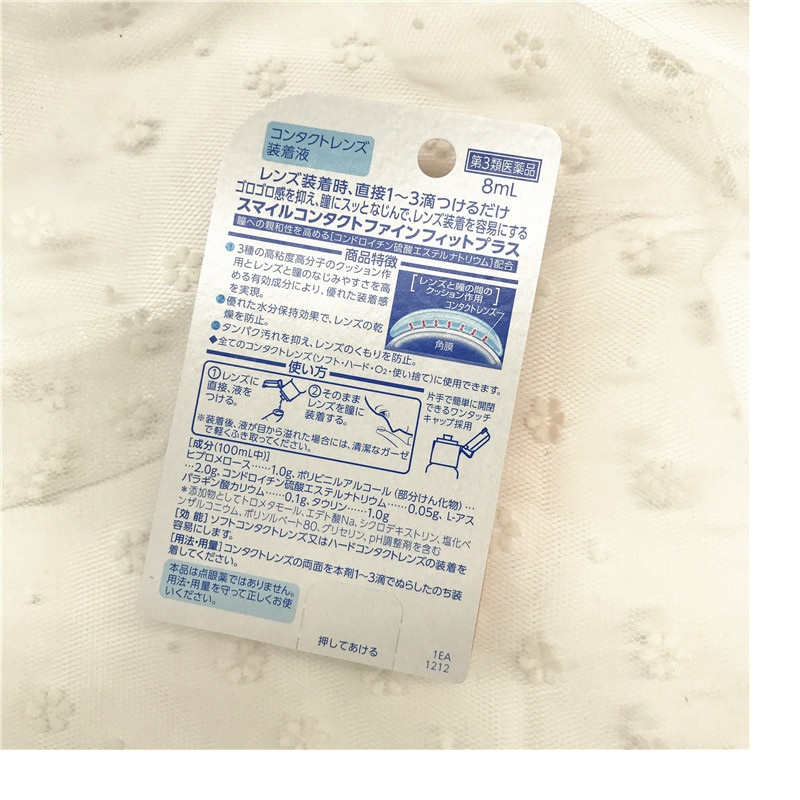 コンタクトレンズ
装着液
第3類医薬品
8mL
レンズ装着時、直接1〜3滴つけるだけ
ゴロゴロ感を抑え、瞳にスッとなじんで、レンズ装着を容易にする
スマイルコンタクトファインフィットプラス
瞳への親和性を高める[コンドロイチン硫酸エステルナトリウム]配合
商品特徴
① 3種の高粘度高分子のクッション作
用とレンズと瞳のなじみやすさを高
める有効成分により、優れた装着感
を実現。
②優れた水分保持効果で、レンズの乾
燥を防止。
③タンパク汚れを抑え、レンズのくもりを防止。
◆全てのコンタクトレンズ(ソフト・ハード・O₂・使い捨て)に使用できます。
[レンズと瞳の間の
クッション作用]
コンタクトレンズ
角膜
使い方
①レンズに
直接、液を
つける。
②そのまま
レンズを瞳に
装着する。
※装着後、液が目から溢れた場合には、清潔なガーゼ
で軽くふき取ってください。
片手で簡単に開閉
できるワンタッチ
キャップ採用
[成分(100mL中)]
ヒプロメロース……1.0g、ポリビニルアルコール(部分けん化物)…
…2.0g、コンドロイチン硫酸エステルナトリウム……0.05g、L-アス
パラギン酸カリウム……0.1g、タウリン……1.0g
*添加物としてトロメタモール、エデト酸Na、シクロデキストリン、塩化ベ
ンザルコニウム、ポリソルベート80、グリセリン、pH調整剤を含む
[効 能] ソフトコンタクトレンズ又はハードコンタクトレンズの装着を
容易にします。
[用法・用量] コンタクトレンズの両面を本剤1〜3滴でぬらしたのち装
着してください。
本品は点眼薬ではありません。
用法・用量を守って正しくお使
いください。
押してあける
1EA
1212